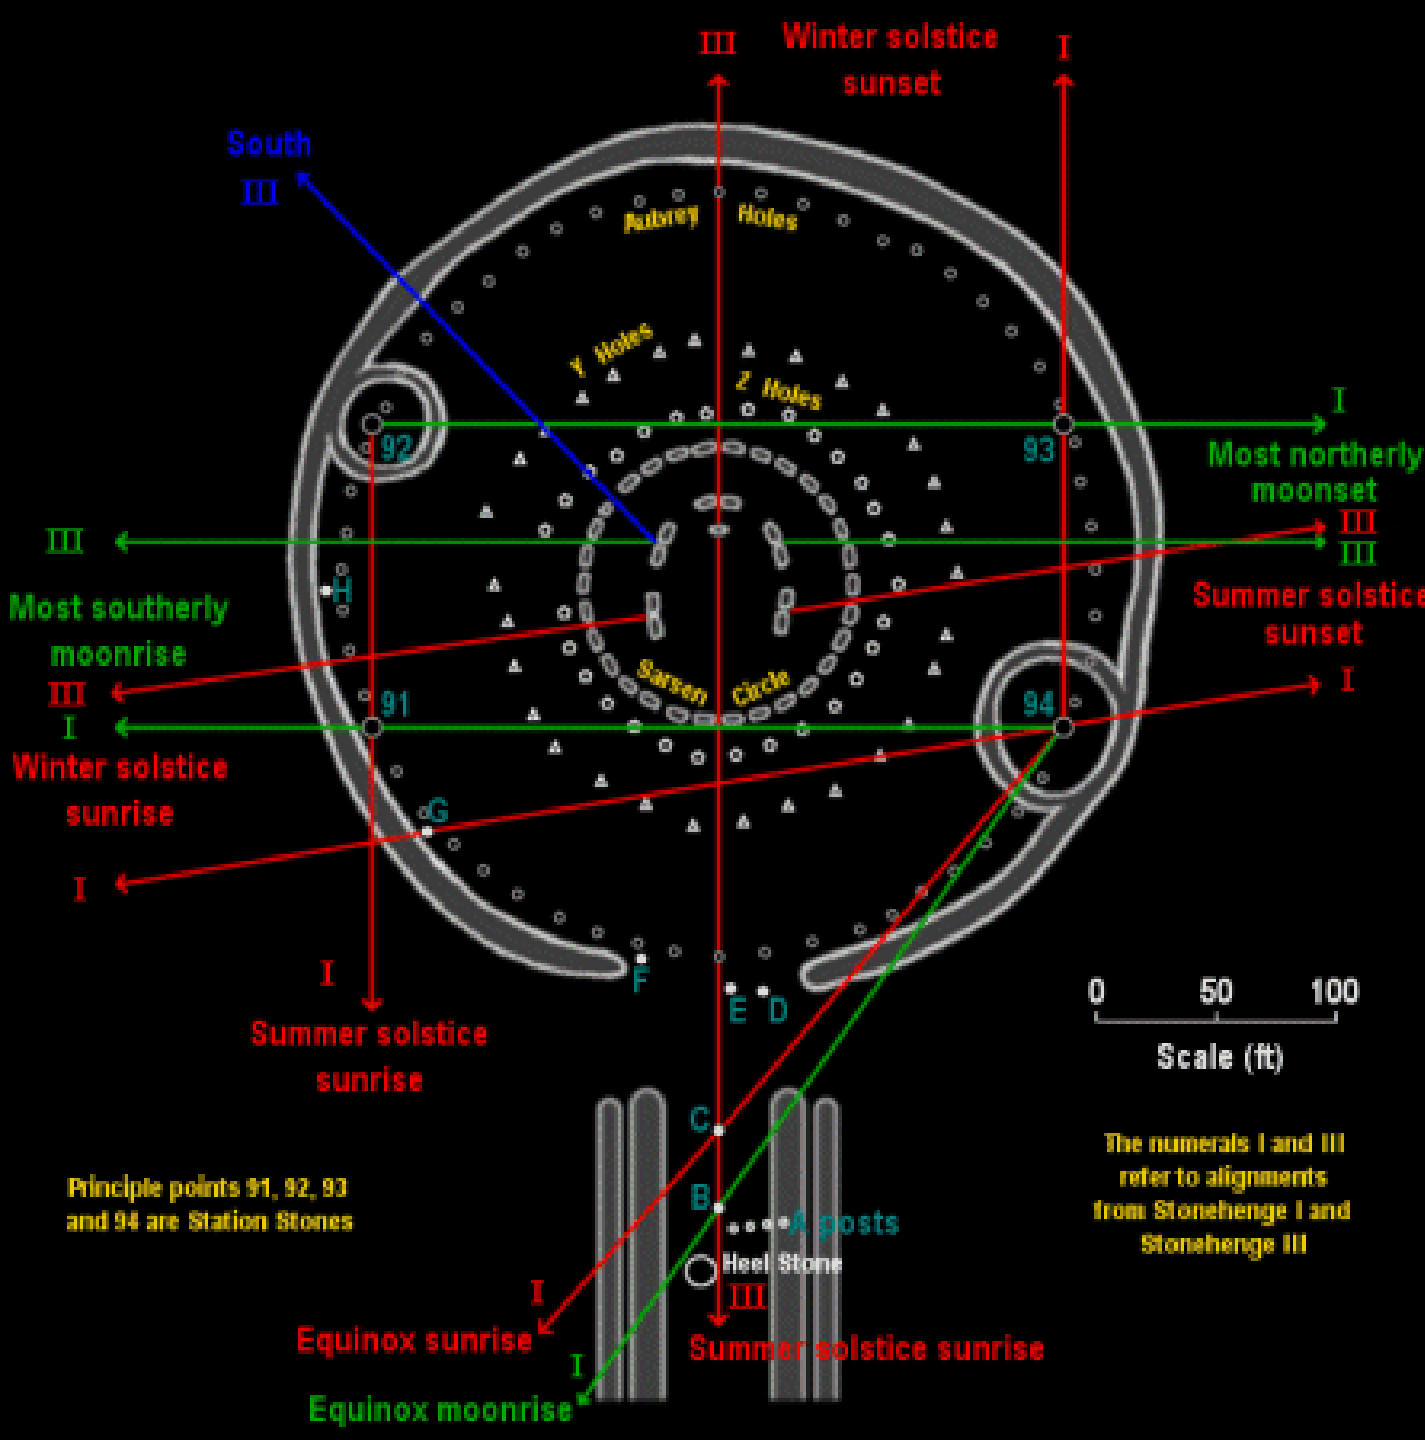 III
Winter solstice
sunset
I
South
III
Aubrey Holes
Y Holes
Z Holes
I
92
93
Most northerly
moonset
III
III
III
H
Most southerly
moonrise
Summer solstice
sunset
Sarsen Circle
III
I
91
94
I
Winter solstice
sunrise
G
I
I
F
E D
Summer solstice
sunrise
0 50 100
Scale (ft)
C
The numerals I and III
refer to alignments
from Stonehenge I and
Stonehenge III
Principle points 91, 92, 93
and 94 are Station Stones
B
A posts
Heel Stone
I
III
Equinox sunrise
Summer solstice sunrise
I
Equinox moonrise